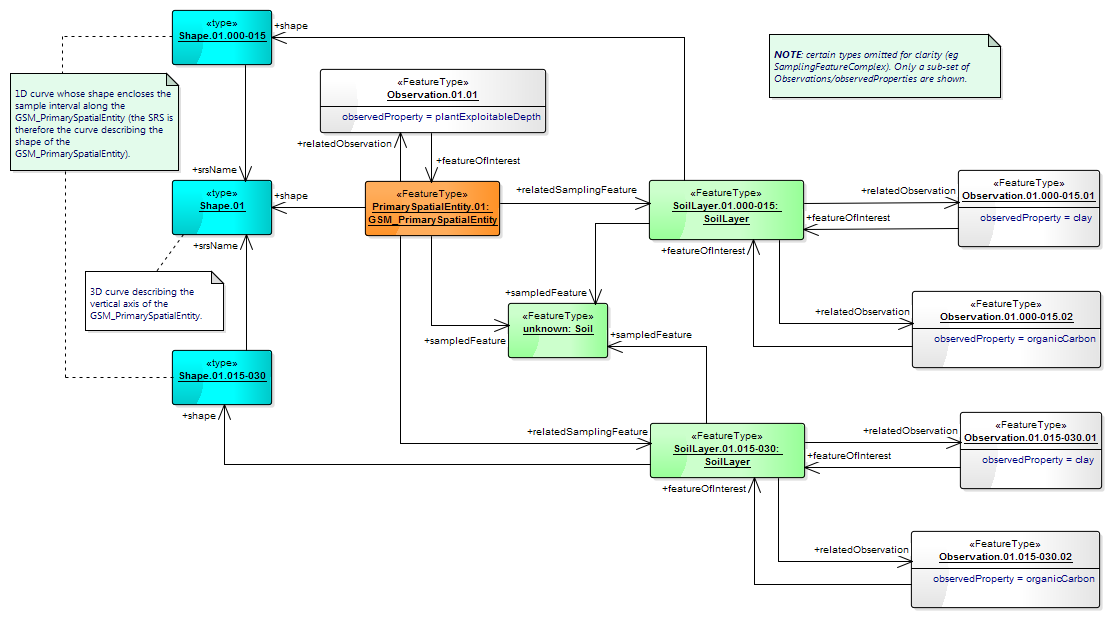 «type»
Shape.01.000-015
+shape
NOTE: certain types omitted for clarity (eg
SamplingFeatureComplex). Only a sub-set of
Observations/observedProperties are shown.
1D curve whose shape encloses the
sample interval along the
GSM_PrimarySpatialEntity (the SRS is
therefore the curve describing the
shape of the
GSM_PrimarySpatialEntity).
«FeatureType»
Observation.01.01
observedProperty = plantExploitableDepth
+relatedObservation
+featureOfInterest
+srsName
«type»
Shape.01
+shape
+srsName
«FeatureType»
PrimarySpatialEntity.01:
GSM_PrimarySpatialEntity
+relatedSamplingFeature
«FeatureType»
SoilLayer.01.000-015:
SoilLayer
+relatedObservation
+featureOfInterest
«FeatureType»
Observation.01.000-015.01
observedProperty = clay
+featureOfInterest
3D curve describing the
vertical axis of the
GSM_PrimarySpatialEntity.
+sampledFeature
«FeatureType»
unknown: Soil
+sampledFeature
+sampledFeature
+relatedObservation
«FeatureType»
Observation.01.000-015.02
observedProperty = organicCarbon
«type»
Shape.01.015-030
+shape
+relatedSamplingFeature
«FeatureType»
SoilLayer.01.015-030:
SoilLayer
+relatedObservation
+featureOfInterest
«FeatureType»
Observation.01.015-030.01
observedProperty = clay
+featureOfInterest
+relatedObservation
«FeatureType»
Observation.01.015-030.02
observedProperty = organicCarbon